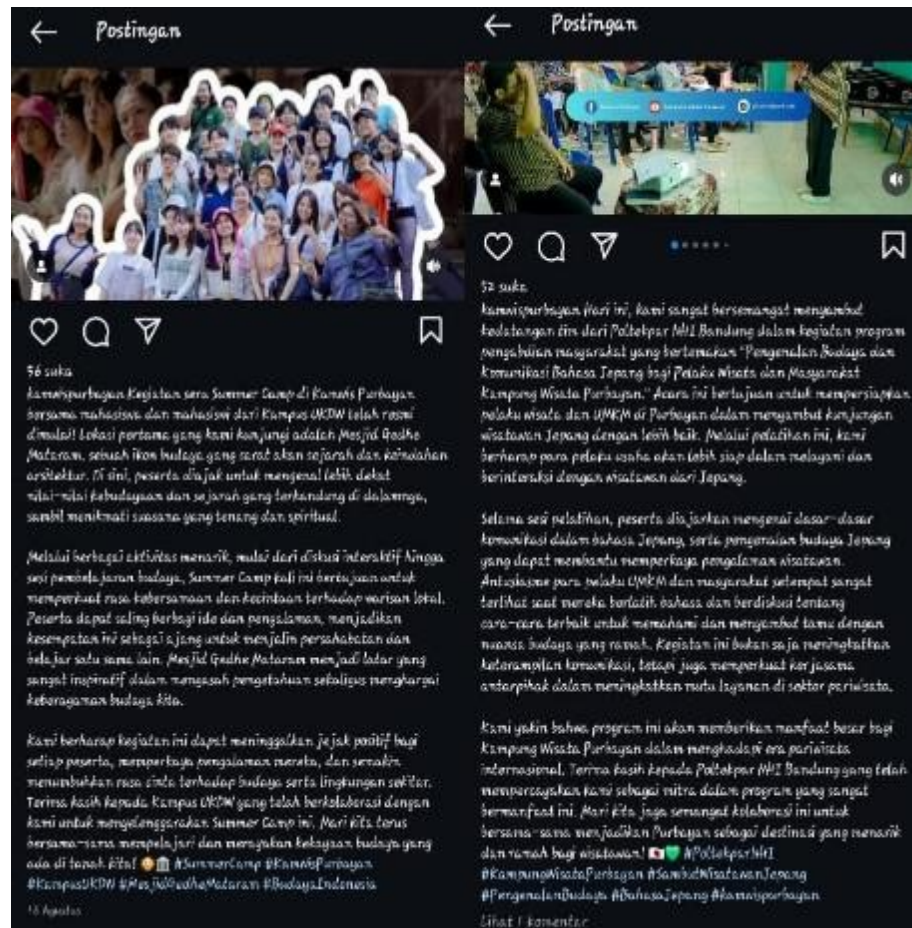 Postingan
56 suka
kamwispurbayan Kegiatan seru Summer Camp di Kamwis Purbayan
bersama mahasiswa dan mahasiswi dari Kampus UKDW telah resmi
dimulai! Lokasi pertama yang kami kunjungi adalah Mesjid Gedhe
Mataram, sebuah ikon budaya yang sarat akan sejarah dan keindahan
arsitektur. Di sini, peserta diajak untuk mengenal lebih dekat
nilai-nilai kebudayaan dan sejarah yang terkandung di dalamnya,
sambil menikmati suasana yang tenang dan spiritual.
Melalui berbagai aktivitas menarik, mulai dari diskusi interaktif hingga
sesi pembelajaran budaya, Summer Camp kali ini bertujuan untuk
memperkuat rasa kebersamaan dan kecintaan terhadap warisan lokal.
Peserta dapat saling berbagi ide dan pengalaman, menjadikan
kesempatan ini sebagai ajang untuk menjalin persahabatan dan
belajar satu sama lain. Mesjid Gedhe Mataram menjadi latar yang
sangat inspiratif dalam mengasah pengetahuan sekaligus menghargai
keberagaman budaya kita.
Kami berharap kegiatan ini dapat meninggalkan jejak positif bagi
setiap peserta, memperkaya pengalaman mereka, dan semakin
menumbuhkan rasa cinta terhadap budaya serta lingkungan sekitar.
Terima kasih kepada Kampus UKDW yang telah berkolaborasi dengan
kami untuk menyelenggarakan Summer Camp ini. Mari kita terus
bersama-sama mempelajari dan merayakan kekayaan budaya yang
ada di tanah kita! #SummerCamp #KamwisPurbayan
#KampusUKDW #MesjidGedheMataram #BudayaIndonesia
16 Agustus
Postingan
52 suka
kamwispurbayan Hari ini, kami sangat bersemangat menyambut
kedatangan tim dari Poltekpar NHI Bandung dalam kegiatan program
pengabdian masyarakat yang bertemakan "Pengenalan Budaya dan
Komunikasi Bahasa Jepang bagi Pelaku Wisata dan Masyarakat
Kampung Wisata Purbayan." Acara ini bertujuan untuk mempersiapkan
pelaku wisata dan UMKM di Purbayan dalam menyambut kunjungan
wisatawan Jepang dengan lebih baik. Melalui pelatihan ini, kami
berharap para pelaku usaha akan lebih siap dalam melayani dan
berinteraksi dengan wisatawan dari Jepang.
Selama sesi pelatihan, peserta diajarkan mengenai dasar-dasar
komunikasi dalam bahasa Jepang, serta pengenalan budaya Jepang
yang dapat membantu memperkaya pengalaman wisatawan.
Antusiasme para pelaku UMKM dan masyarakat setempat sangat
terlihat saat mereka berlatih bahasa dan berdiskusi tentang
cara-cara terbaik untuk memahami dan menyambut tamu dengan
nuansa budaya yang ramah. Kegiatan ini bukan saja meningkatkan
keterampilan komunikasi, tetapi juga memperkuat kerjasama
antarpihak dalam meningkatkan mutu layanan di sektor pariwisata.
Kami yakin bahwa program ini akan memberikan manfaat besar bagi
Kampung Wisata Purbayan dalam menghadapi era pariwisata
internasional. Terima kasih kepada Poltekpar NHI Bandung yang telah
mempercayakan kami sebagai mitra dalam program yang sangat
bermanfaat ini. Mari kita jaga semangat kolaborasi ini untuk
bersama-sama menjadikan Purbayan sebagai destinasi yang menarik
dan ramah bagi wisatawan! #PoltekparNHI
#KampungWisataPurbayan #SambutWisatawanJepang
#PengenalanBudaya #BahasaJepang #kamwispurbayan
Lihat 1 komentar